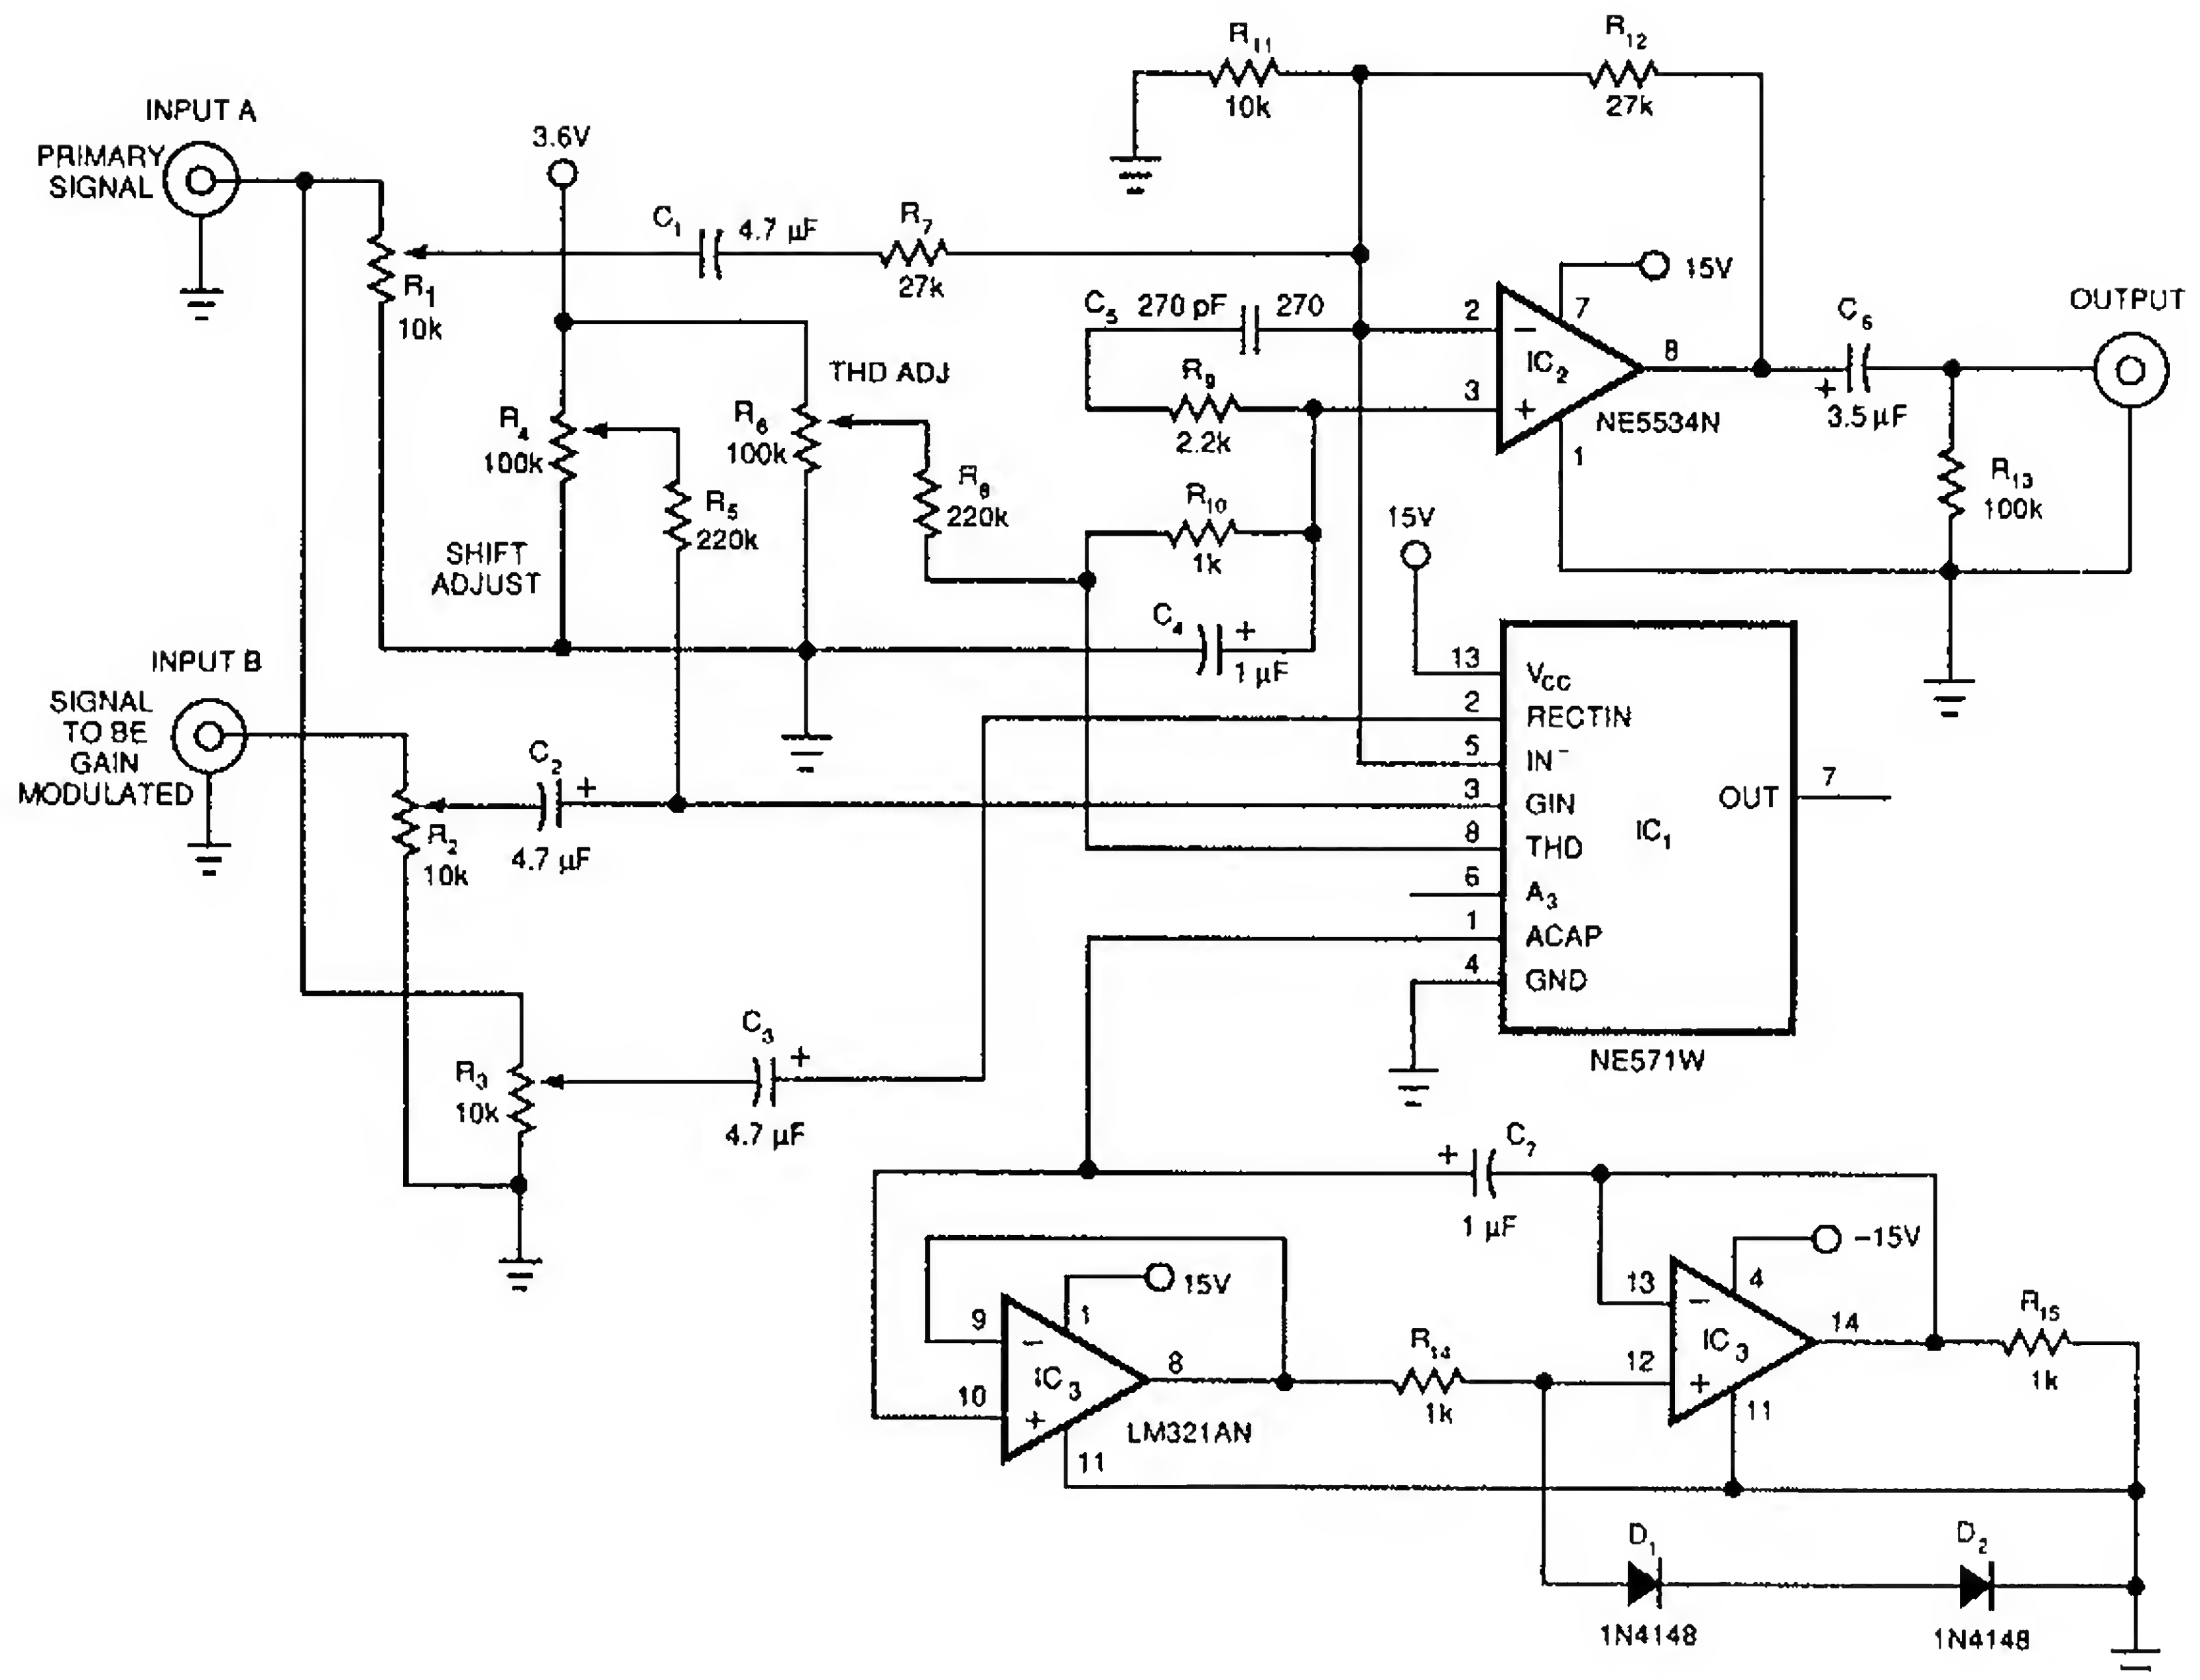 INPUT A
PRIMARY
SIGNAL
R1
10k
3.6V
C1
4.7 µF
R7
27k
R11
10k
R12
27k
C5
270 pF
270
2
−
3
+
7
15V
IC2
8
NE5534N
1
C6
+
3.5 µF
OUTPUT
R13
100k
THD ADJ
R4
100k
R6
100k
R9
2.2k
R8
220k
R5
220k
R10
1k
SHIFT
ADJUST
C4
+
1 µF
15V
INPUT B
SIGNAL
TO BE
GAIN
MODULATED
R2
10k
C2
+
4.7 µF
13
VCC
2
RECTIN
5
IN−
3
GIN
8
THD
6
A3
1
ACAP
4
GND
IC1
OUT
7
NE571W
R3
10k
C3
+
4.7 µF
+
C7
1 µF
15V
1
9
−
10
+
IC3
8
11
LM321AN
R14
1k
−15V
4
13
−
12
+
IC3
14
11
R15
1k
D1
1N4148
D2
1N4148